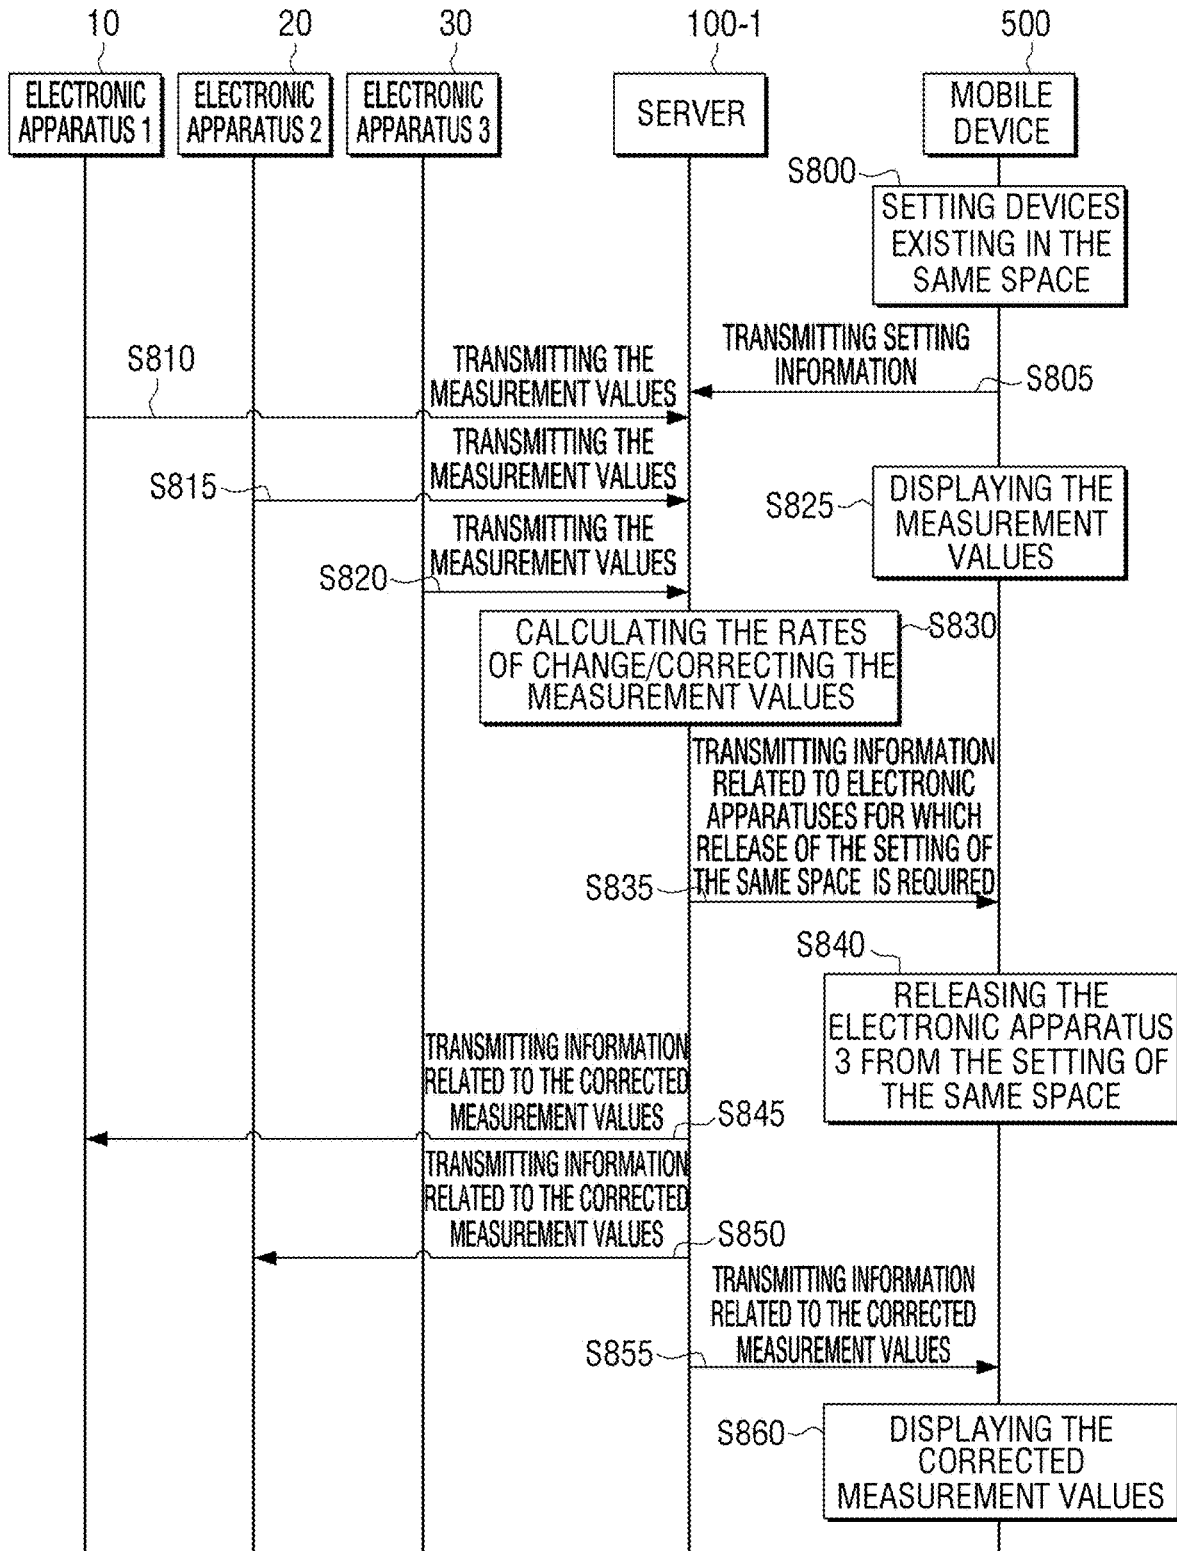 10
20
30
100-1
500
ELECTRONIC
APPARATUS 1
ELECTRONIC
APPARATUS 2
ELECTRONIC
APPARATUS 3
SERVER
MOBILE
DEVICE
S800
SETTING DEVICES
EXISTING IN THE
SAME SPACE
TRANSMITTING SETTING
INFORMATION
S805
S810
TRANSMITTING THE
MEASUREMENT VALUES
S815
TRANSMITTING THE
MEASUREMENT VALUES
S820
TRANSMITTING THE
MEASUREMENT VALUES
S825
DISPLAYING THE
MEASUREMENT
VALUES
S830
CALCULATING THE RATES
OF CHANGE/CORRECTING THE
MEASUREMENT VALUES
TRANSMITTING INFORMATION
RELATED TO ELECTRONIC
APPARATUSES FOR WHICH
RELEASE OF THE SETTING OF
THE SAME SPACE IS REQUIRED
S835
S840
RELEASING THE
ELECTRONIC APPARATUS
3 FROM THE SETTING OF
THE SAME SPACE
TRANSMITTING INFORMATION
RELATED TO THE CORRECTED
MEASUREMENT VALUES
S845
TRANSMITTING INFORMATION
RELATED TO THE CORRECTED
MEASUREMENT VALUES
S850
TRANSMITTING INFORMATION
RELATED TO THE CORRECTED
MEASUREMENT VALUES
S855
S860
DISPLAYING THE
CORRECTED
MEASUREMENT VALUES